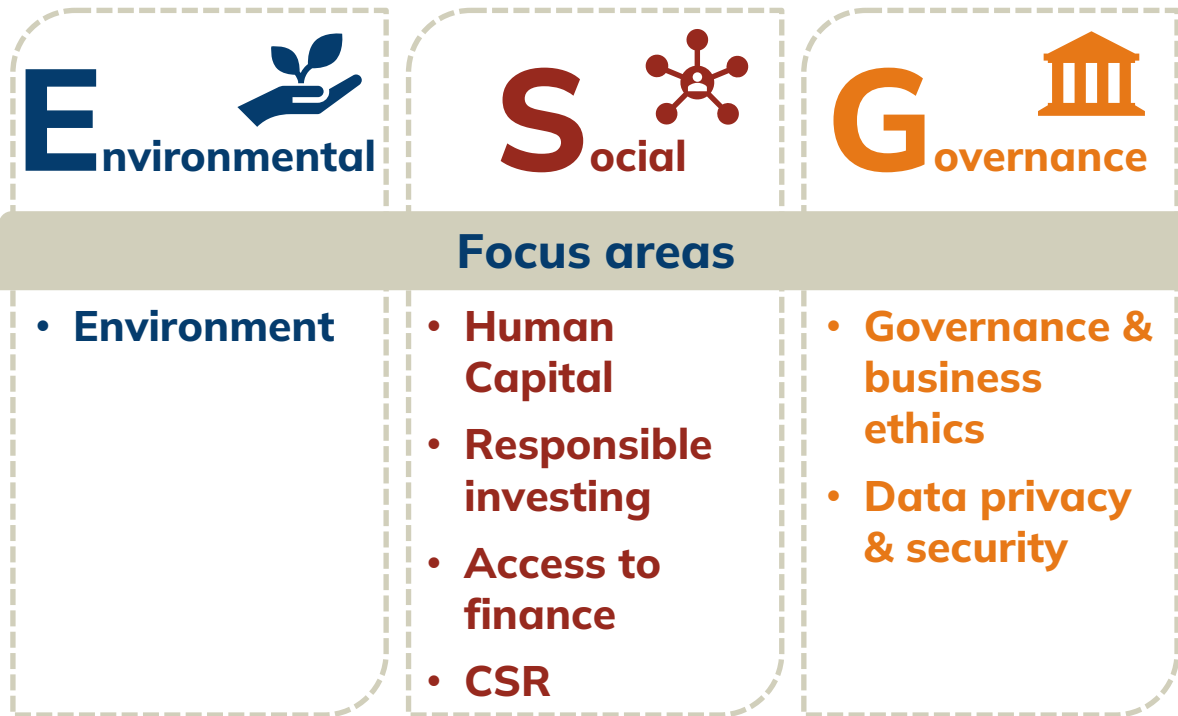 Environmental
Social
Governance
Focus areas
• Environment
• Human
Capital
• Responsible
investing
• Access to
finance
• CSR
• Governance &
business
ethics
• Data privacy
& security